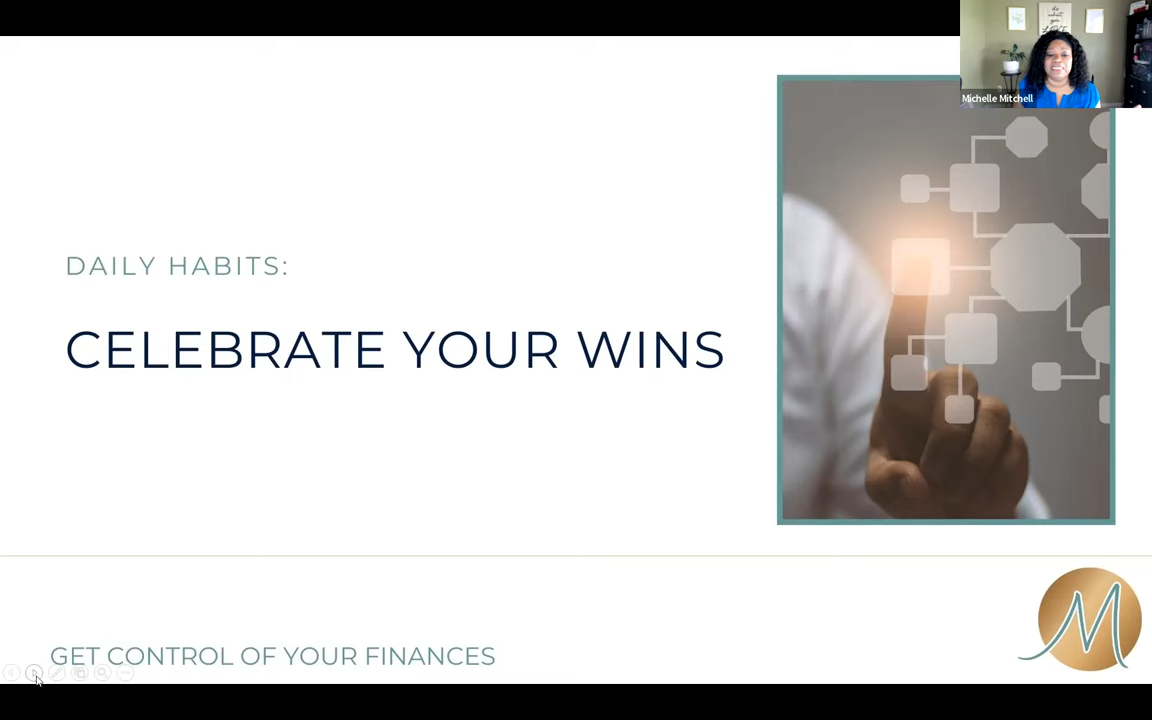 Michelle Mitchell
DAILY HABITS:
CELEBRATE YOUR WINS
M
GET CONTROL OF YOUR FINANCES